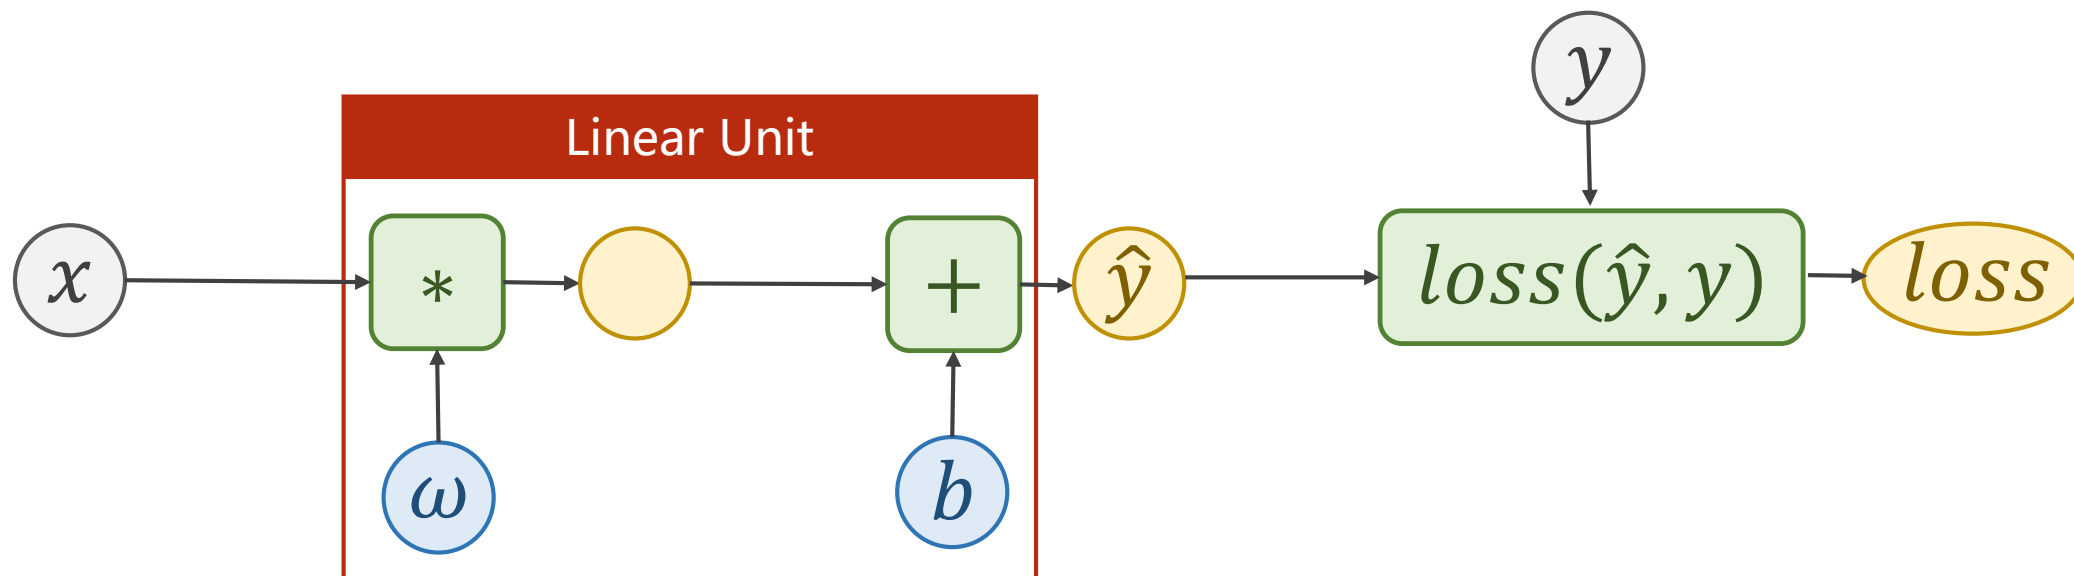 y
Linear Unit
x
*
+
ŷ
loss(ŷ, y)
loss
ω
b